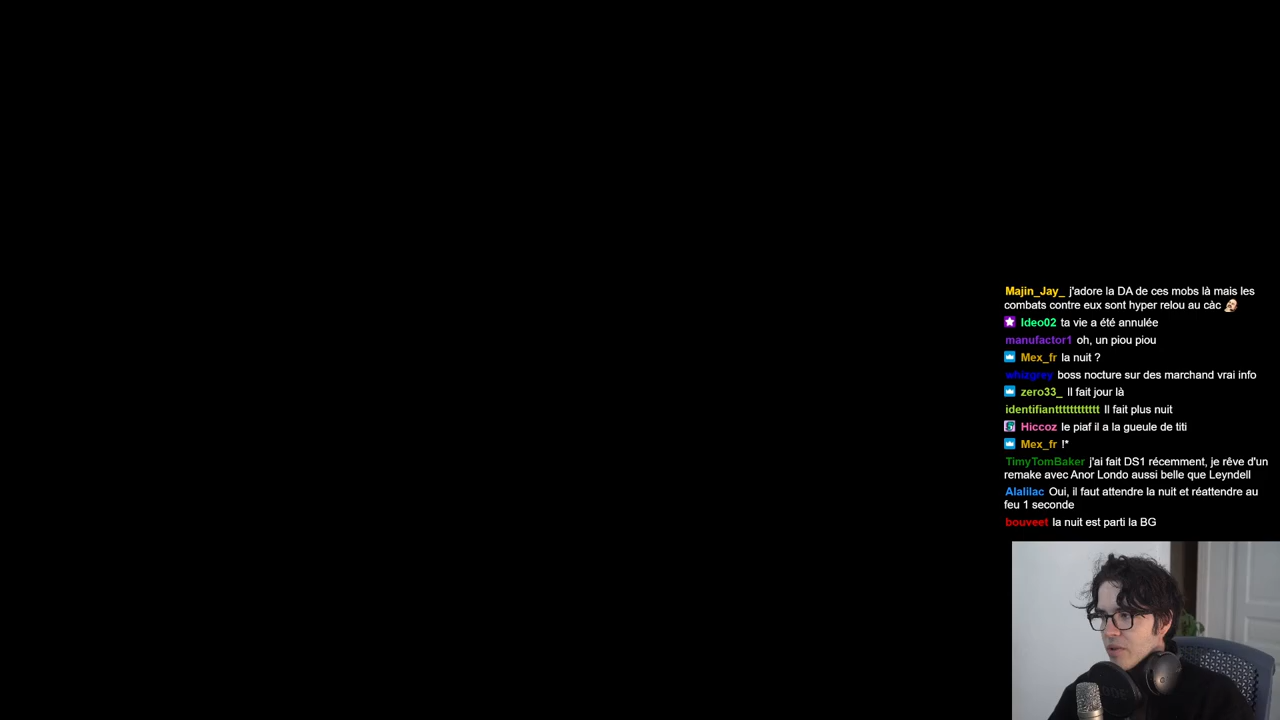 Majin_Jay_ j'adore la DA de ces mobs là mais les
combats contre eux sont hyper relou au càc
Ideo02 ta vie a été annulée
manufactor1 oh, un piou piou
Mex_fr la nuit ?
whizgrey boss nocture sur des marchand vrai info
zero33_ Il fait jour là
identifianttttttttttttt Il fait plus nuit
Hiccoz le piaf il a la gueule de titi
Mex_fr !*
TimyTomBaker j'ai fait DS1 récemment, je rêve d'un
remake avec Anor Londo aussi belle que Leyndell
Alalilac Oui, il faut attendre la nuit et réattendre au
feu 1 seconde
bouveet la nuit est parti la BG